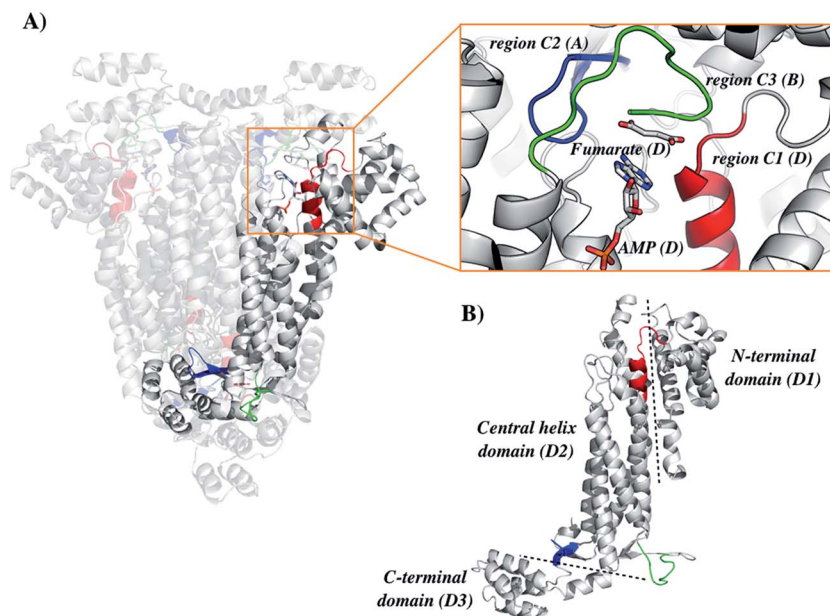 A)
region C2 (A)
region C3 (B)
Fumarate (D)
region C1 (D)
AMP (D)
B)
N-terminal
domain (D1)
Central helix
domain (D2)
C-terminal
domain (D3)